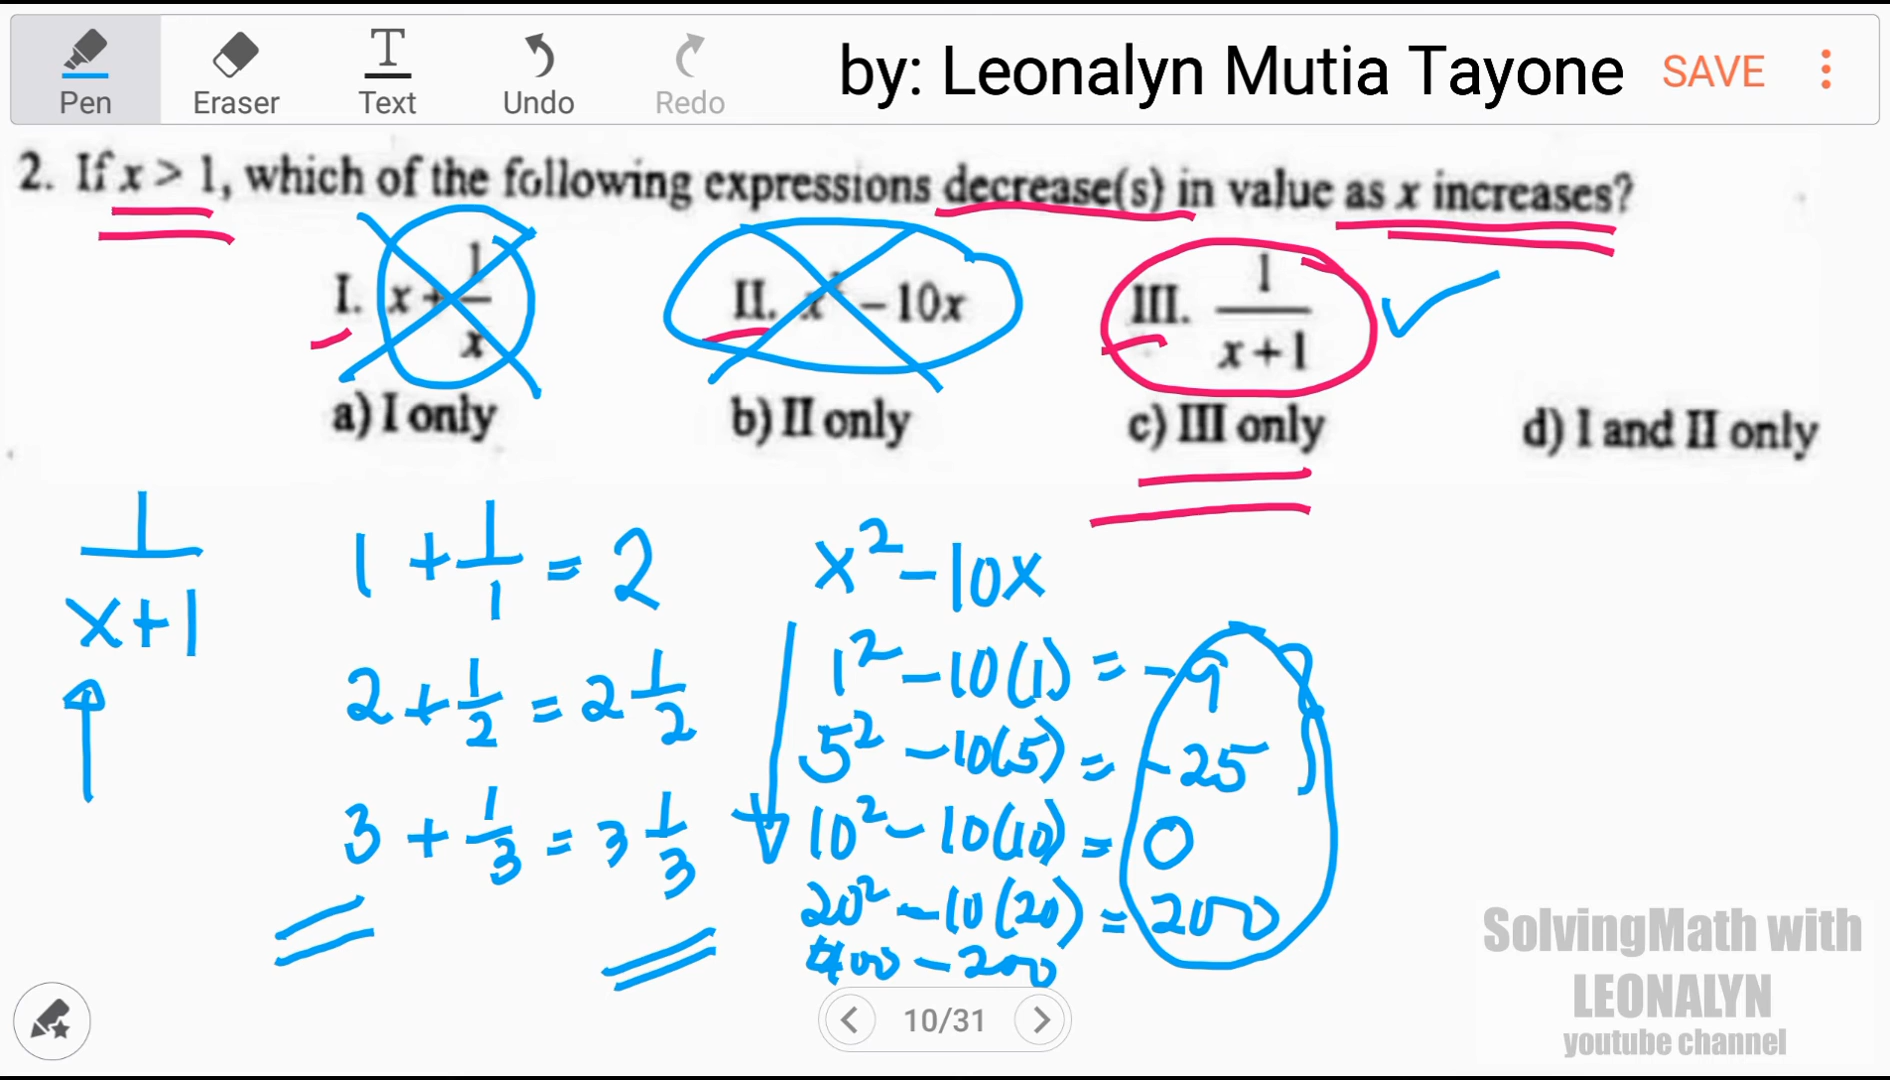 Pen Eraser Text Undo Redo by: Leonalyn Mutia Tayone SAVE
2. If x > 1, which of the following expressions decrease(s) in value as x increases?
I. x + 1/x II. x² – 10x III. 1/(x + 1)
a) I only b) II only c) III only d) I and II only
1/(x+1)
1 + 1/1 = 2
2 + 1/2 = 2 1/2
3 + 1/3 = 3 1/3
x² – 10x
1² – 10(1) = -9
5² – 10(5) = -25
10² – 10(10) = 0
20² – 10(20) = 200
400 – 200
10/31
SolvingMath with
LEONALYN
youtube channel